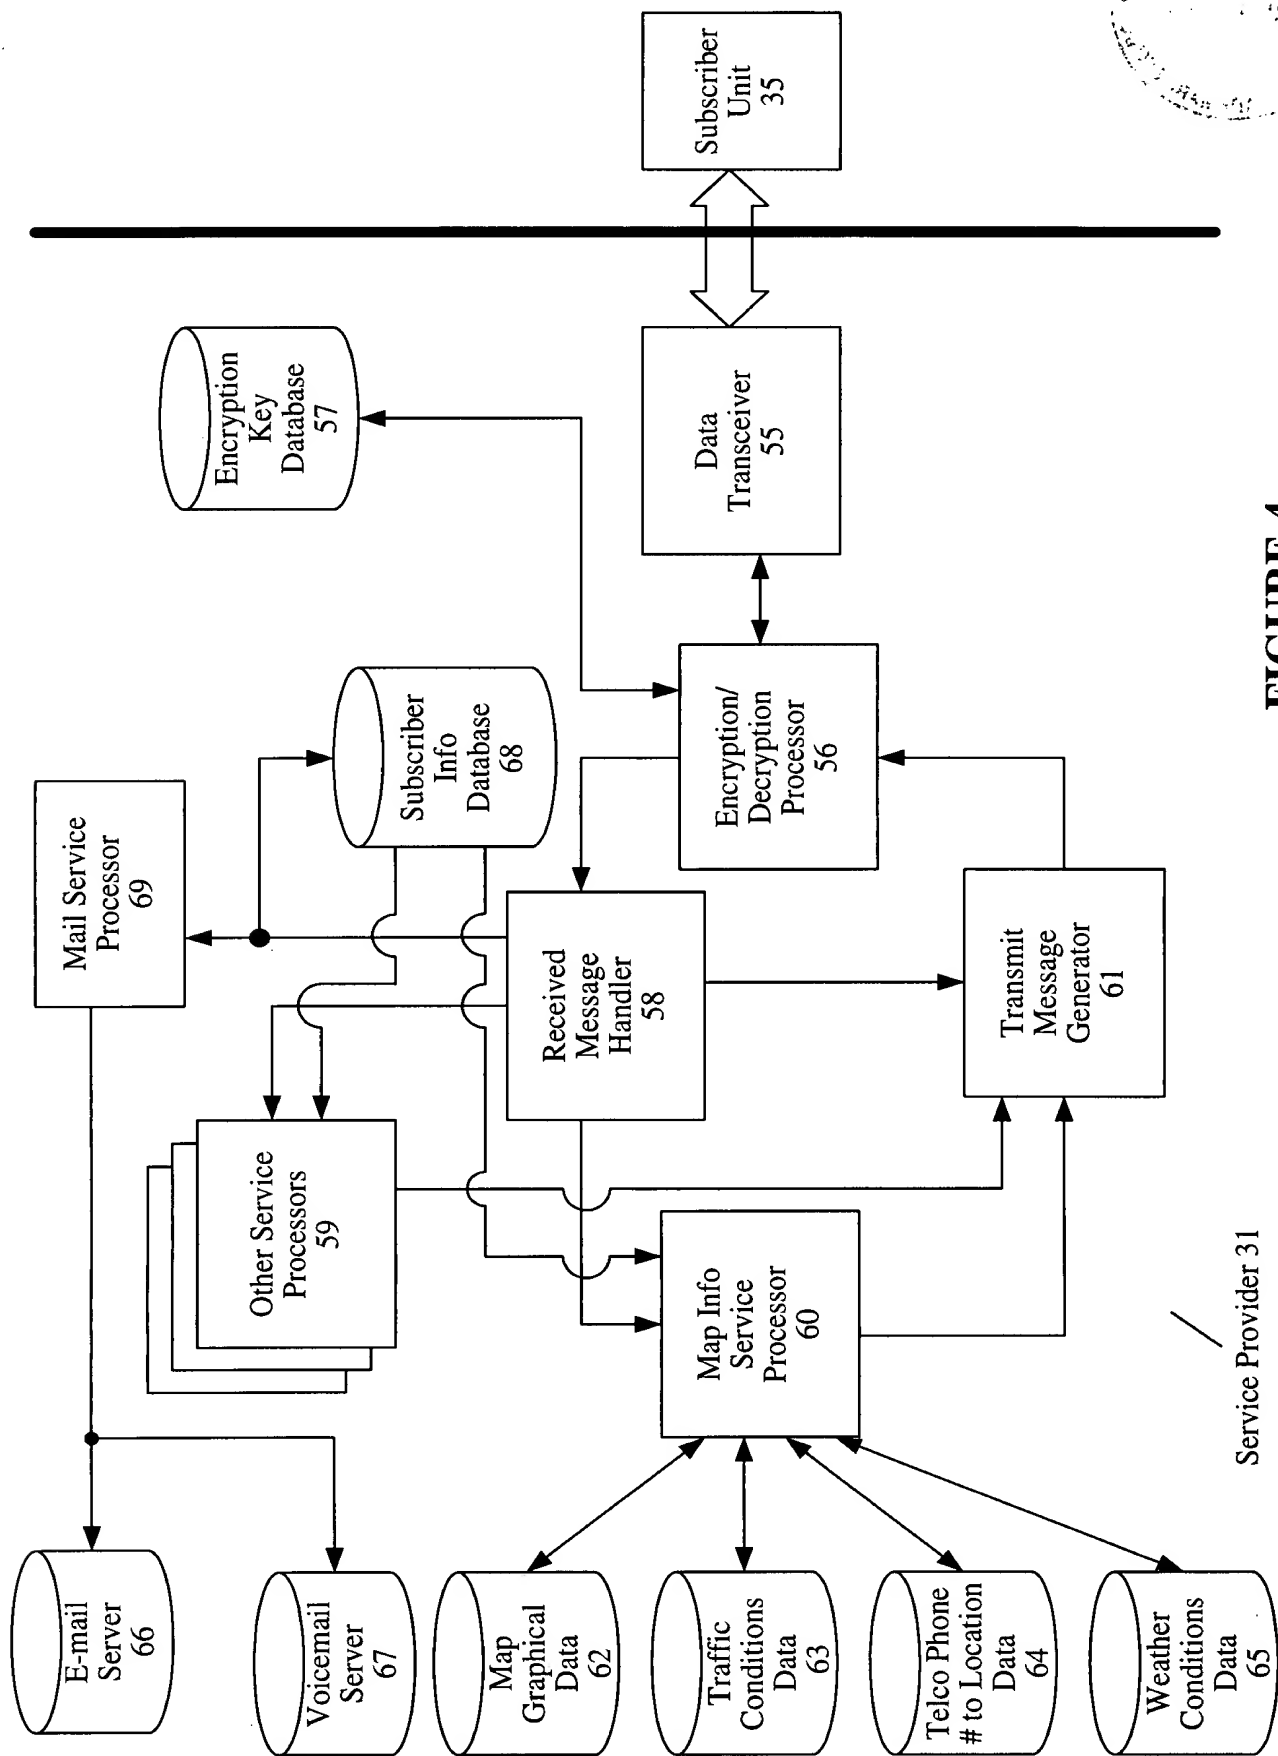 E-mail
Server
66
Voicemail
Server
67
Map
Graphical
Data
62
Traffic
Conditions
Data
63
Telco Phone
# to Location
Data
64
Weather
Conditions
Data
65
Service Provider 31
Other Service
Processors
59
Map Info
Service
Processor
60
Mail Service
Processor
69
Received
Message
Handler
58
Transmit
Message
Generator
61
Subscriber
Info
Database
68
Encryption/
Decryption
Processor
56
Encryption
Key
Database
57
Data
Transceiver
55
Subscriber
Unit
35
FIGURE 4